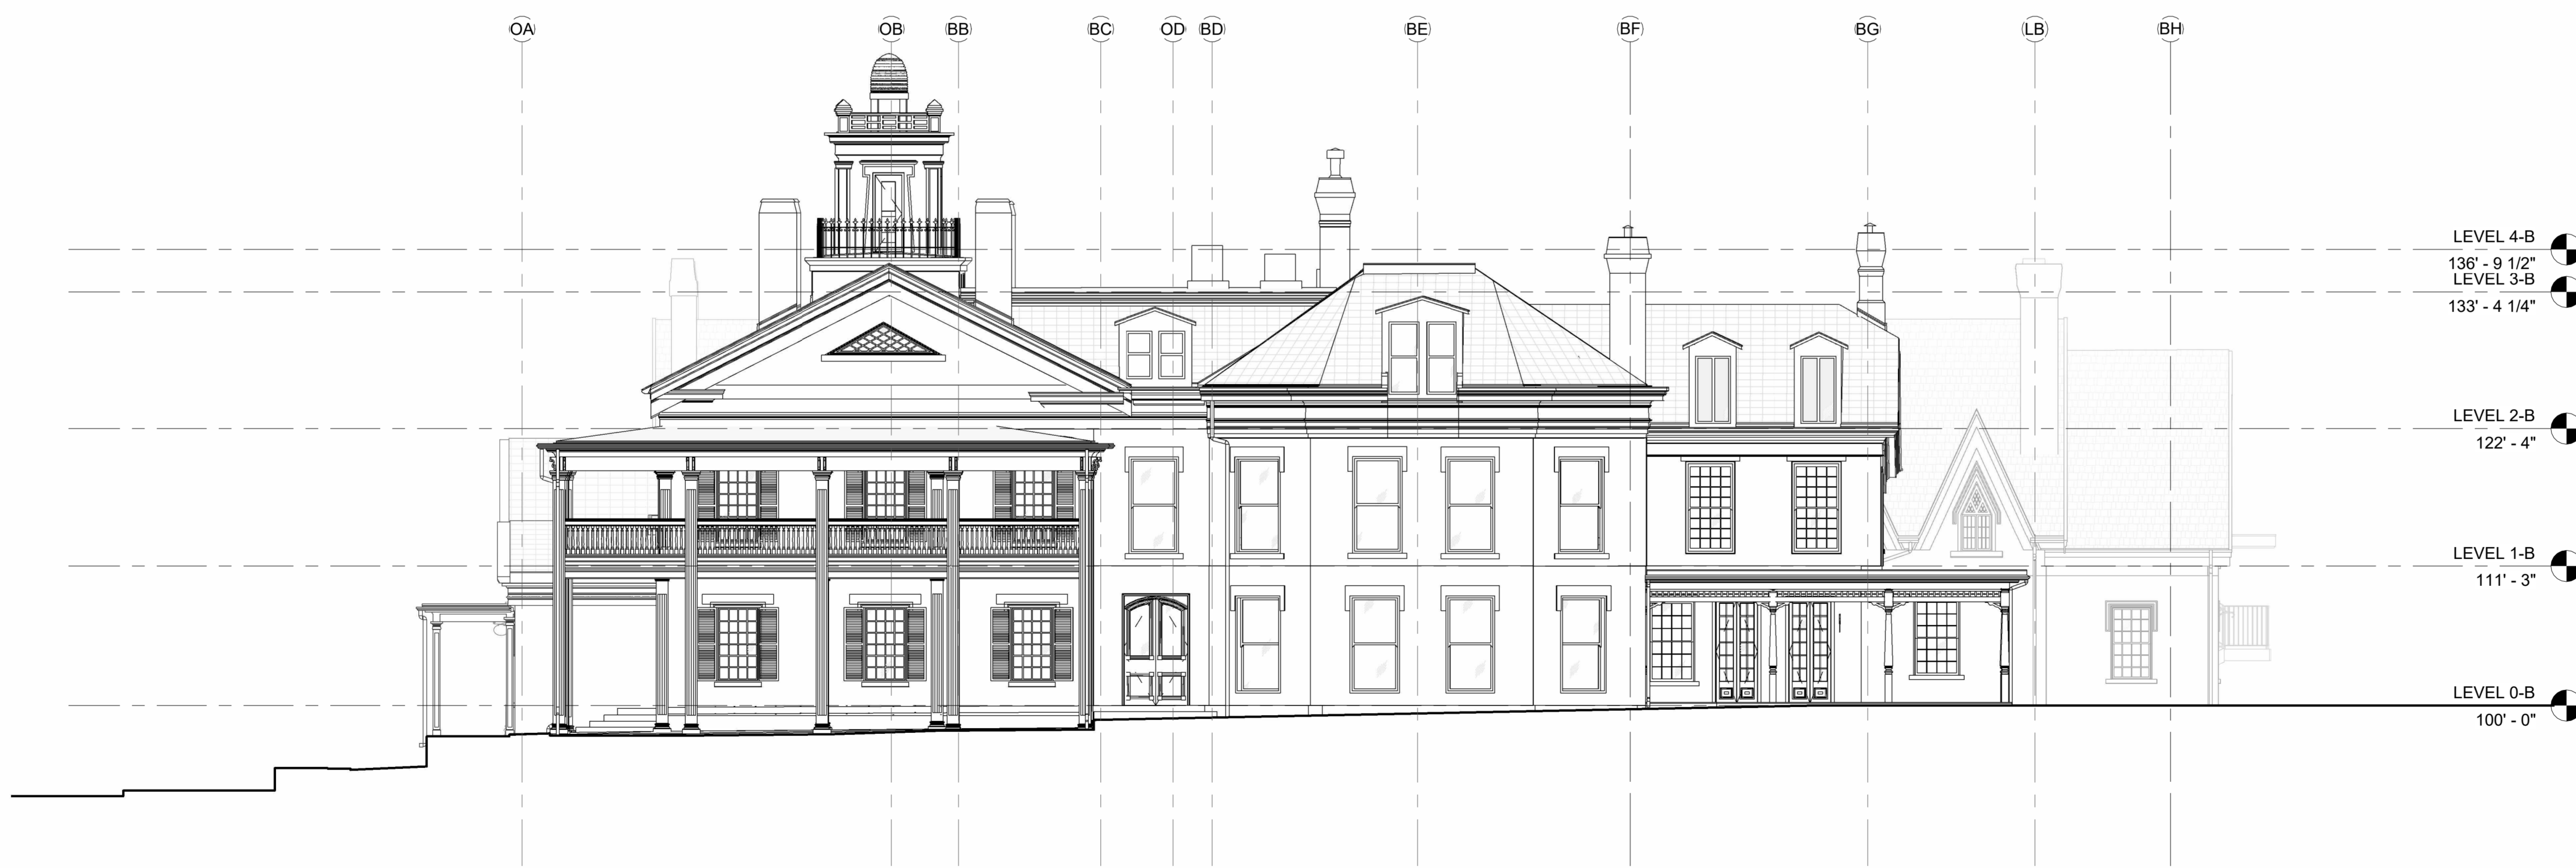 OA
OB
BB
BC
OD
BD
BE
BF
BG
LB
BH
LEVEL 4-B
136' - 9 1/2"
LEVEL 3-B
133' - 4 1/4"
LEVEL 2-B
122' - 4"
LEVEL 1-B
111' - 3"
LEVEL 0-B
100' - 0"